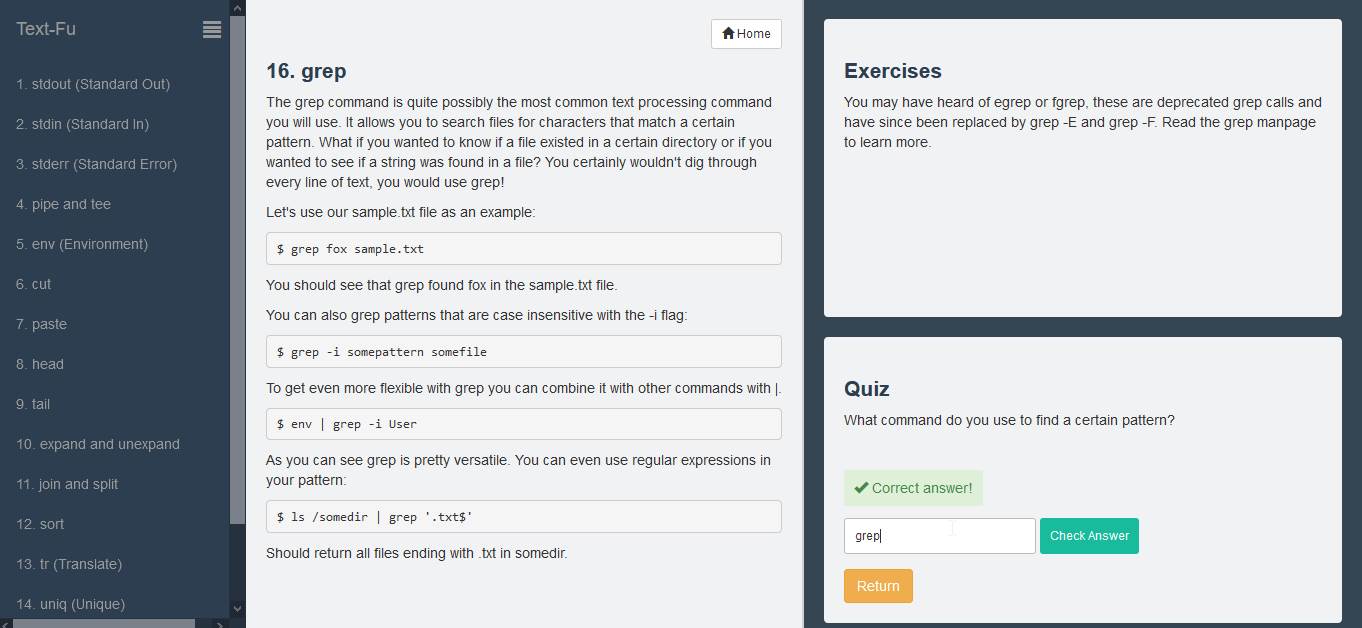 Text-Fu
1. stdout (Standard Out)
2. stdin (Standard In)
3. stderr (Standard Error)
4. pipe and tee
5. env (Environment)
6. cut
7. paste
8. head
9. tail
10. expand and unexpand
11. join and split
12. sort
13. tr (Translate)
14. uniq (Unique)
Home
16. grep
The grep command is quite possibly the most common text processing command
you will use. It allows you to search files for characters that match a certain
pattern. What if you wanted to know if a file existed in a certain directory or if you
wanted to see if a string was found in a file? You certainly wouldn't dig through
every line of text, you would use grep!
Let's use our sample.txt file as an example:
$ grep fox sample.txt
You should see that grep found fox in the sample.txt file.
You can also grep patterns that are case insensitive with the -i flag:
$ grep -i somepattern somefile
To get even more flexible with grep you can combine it with other commands with |.
$ env | grep -i User
As you can see grep is pretty versatile. You can even use regular expressions in
your pattern:
$ ls /somedir | grep '.txt$'
Should return all files ending with .txt in somedir.
Exercises
You may have heard of egrep or fgrep, these are deprecated grep calls and
have since been replaced by grep -E and grep -F. Read the grep manpage
to learn more.
Quiz
What command do you use to find a certain pattern?
Correct answer!
grep
Check Answer
Return